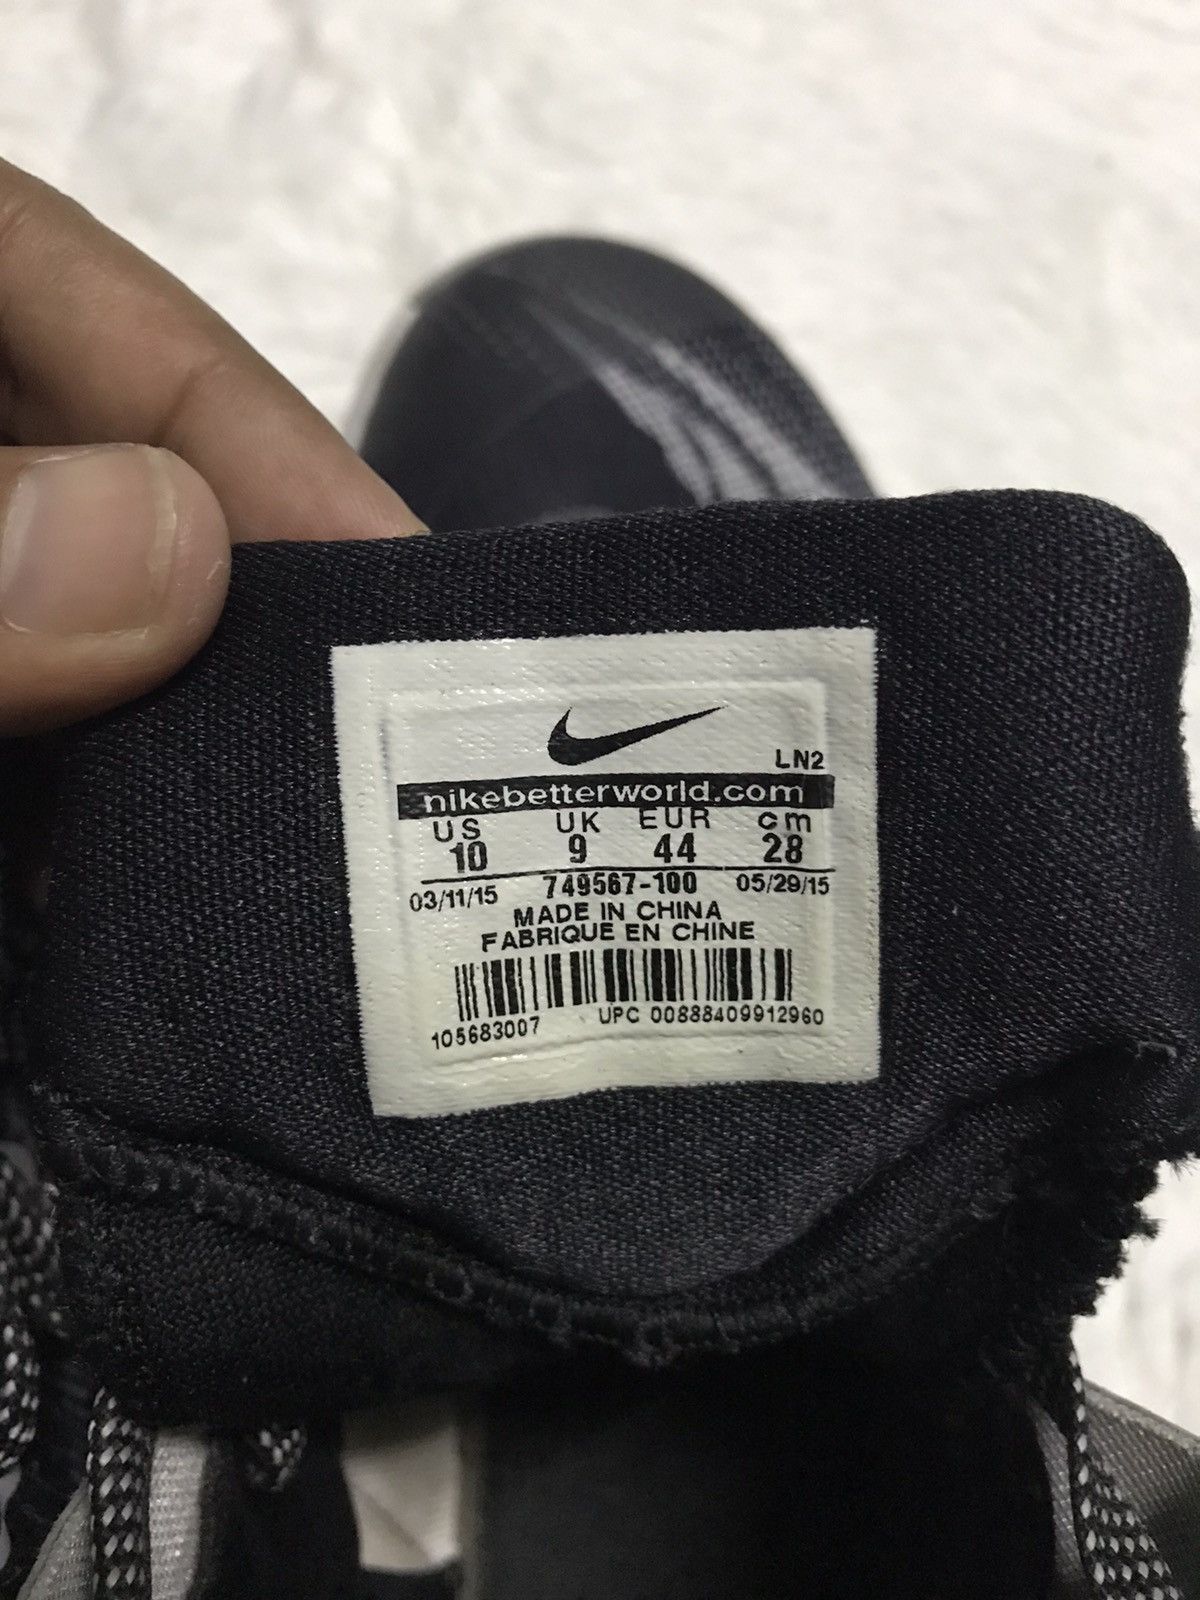 LN2
nikebetterworld.com
US UK EUR cm
10 9 44 28
03/11/15 749567-100 05/29/15
MADE IN CHINA
FABRIQUE EN CHINE
105683007 UPC 00888409912960